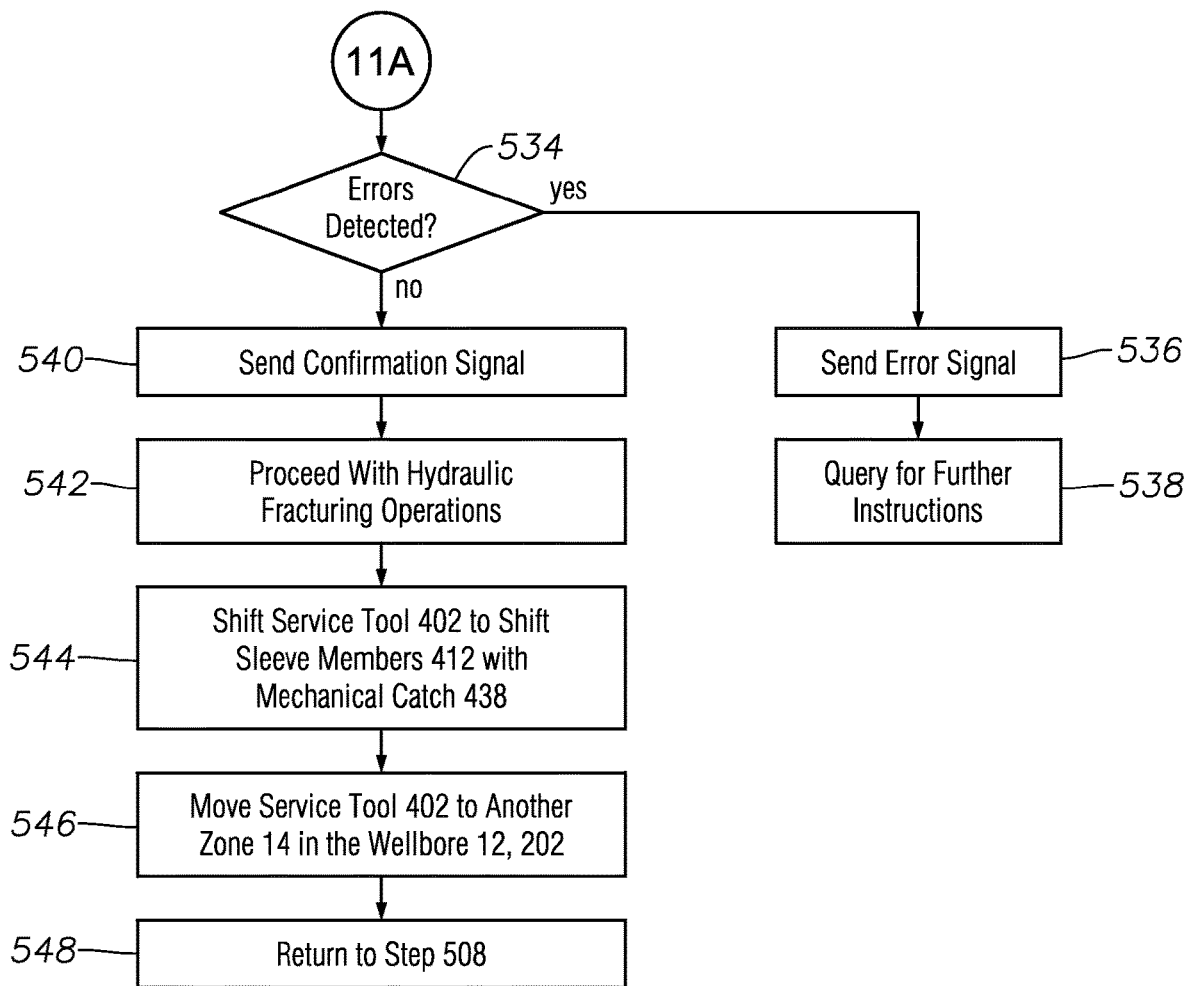 11A
534
Errors
Detected?
yes
no
540
Send Confirmation Signal
Send Error Signal
536
542
Proceed With Hydraulic
Fracturing Operations
Query for Further
Instructions
538
544
Shift Service Tool 402 to Shift
Sleeve Members 412 with
Mechanical Catch 438
546
Move Service Tool 402 to Another
Zone 14 in the Wellbore 12, 202
548
Return to Step 508